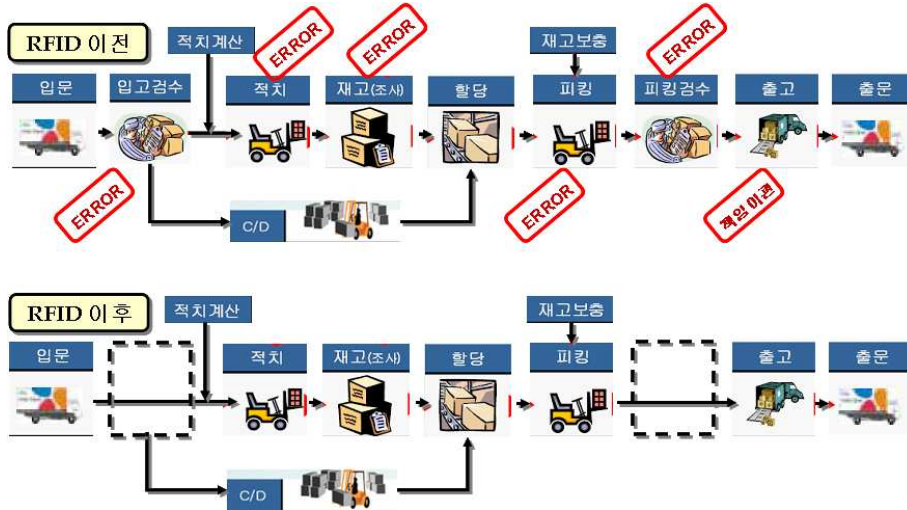 RFID 이전
적치계산
ERROR
ERROR
재고보충
ERROR
입문
입고검수
적치
재고(조사)
할당
피킹
피킹검수
출고
출문
ERROR
C/D
ERROR
책임이관
RFID 이후
적치계산
재고보충
입문
적치
재고(조사)
할당
피킹
출고
출문
C/D